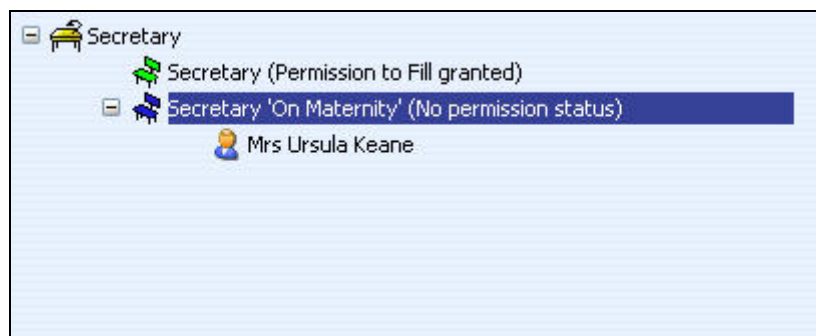 Secretary
Secretary (Permission to Fill granted)
Secretary 'On Maternity' (No permission status)
Mrs Ursula Keane